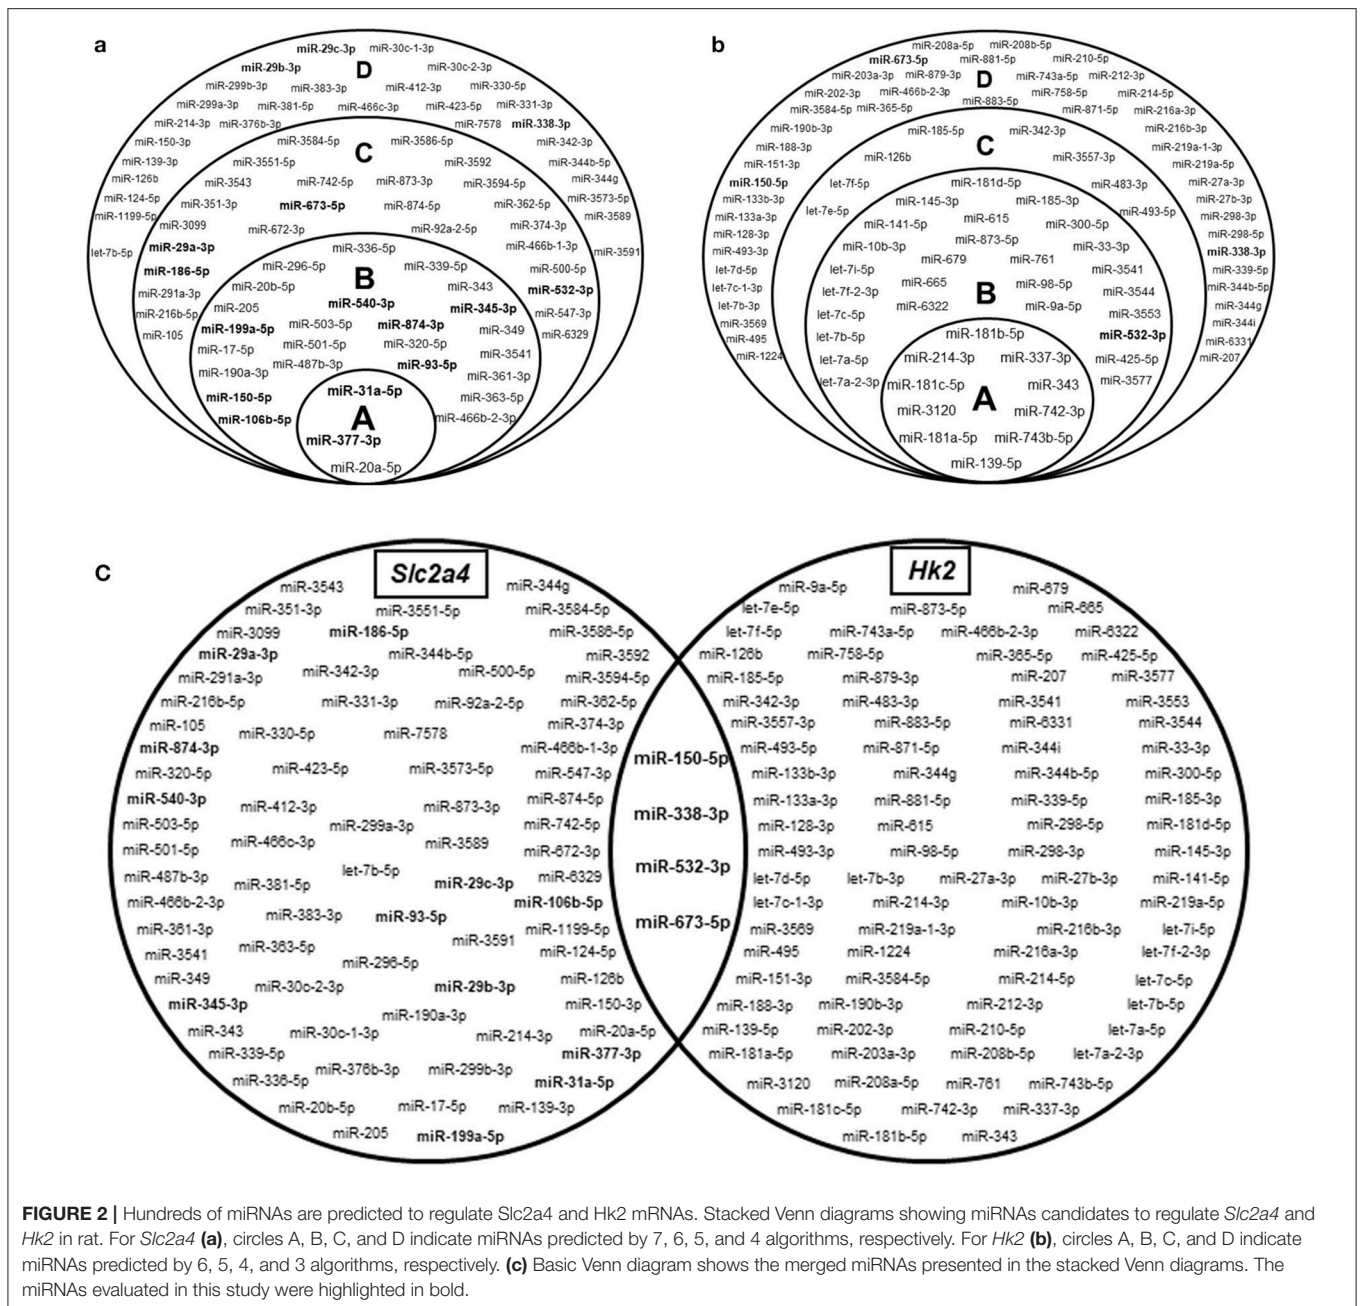 a
miR-29c-3p miR-30c-1-3p
miR-29b-3p D miR-30c-2-3p
miR-299b-3p miR-383-3p miR-412-3p miR-330-5p
miR-299a-3p miR-381-5p miR-466c-3p miR-423-5p miR-331-3p
miR-214-3p miR-376b-3p miR-7578 miR-338-3p
miR-150-3p miR-3584-5p miR-3586-5p miR-342-3p
miR-139-3p miR-3551-5p C miR-3592 miR-344b-5p
miR-126b miR-3543 miR-742-5p miR-873-3p miR-3594-5p miR-344g
miR-124-5p miR-351-3p miR-673-5p miR-874-5p miR-362-5p miR-3573-5p
miR-1199-5p miR-3099 miR-672-3p miR-92a-2-5p miR-374-3p miR-3589
let-7b-5p miR-29a-3p miR-336-5p miR-466b-1-3p miR-3591
miR-186-5p miR-296-5p B miR-339-5p miR-500-5p
miR-291a-3p miR-20b-5p miR-343 miR-532-3p
miR-216b-5p miR-205 miR-540-3p miR-345-3p miR-547-3p
miR-105 miR-199a-5p miR-503-5p miR-874-3p miR-349 miR-6329
miR-17-5p miR-501-5p miR-320-5p miR-3541
miR-190a-3p miR-487b-3p miR-93-5p miR-361-3p
miR-150-5p miR-31a-5p miR-363-5p
miR-106b-5p A miR-466b-2-3p
miR-377-3p
miR-20a-5p
b
miR-208a-5p miR-208b-5p
miR-673-5p miR-881-5p miR-210-5p
miR-203a-3p miR-879-3p D miR-743a-5p miR-212-3p
miR-202-3p miR-466b-2-3p miR-758-5p miR-214-5p
miR-3584-5p miR-365-5p miR-883-5p miR-871-5p miR-216a-3p
miR-190b-3p miR-185-5p miR-342-3p miR-216b-3p
miR-188-3p C miR-219a-1-3p
miR-151-3p miR-126b miR-3557-3p miR-219a-5p
miR-150-5p let-7f-5p miR-181d-5p miR-483-3p miR-27a-3p
miR-133b-3p miR-145-3p miR-185-3p miR-27b-3p
miR-133a-3p let-7e-5p miR-141-5p miR-615 miR-300-5p miR-493-5p miR-298-3p
miR-128-3p miR-873-5p miR-298-5p
miR-493-3p miR-10b-3p miR-33-3p miR-338-3p
let-7d-5p let-7i-5p miR-679 miR-761 miR-3541 miR-339-5p
let-7c-1-3p let-7f-2-3p miR-665 B miR-98-5p miR-3544 miR-344b-5p
let-7b-3p let-7c-5p miR-6322 miR-9a-5p miR-3553 miR-344g
miR-3569 let-7b-5p miR-181b-5p miR-532-3p miR-344i
miR-495 miR-6331
miR-1224 let-7a-5p miR-214-3p miR-337-3p miR-425-5p miR-207
let-7a-2-3p miR-181c-5p miR-343 miR-3577
miR-3120 A miR-742-3p
miR-181a-5p miR-743b-5p
miR-139-5p
C
Slc2a4
miR-3543 miR-344g
miR-351-3p miR-3551-5p miR-3584-5p
miR-3099 miR-186-5p miR-3586-5p
miR-29a-3p miR-344b-5p miR-3592
miR-291a-3p miR-342-3p miR-500-5p miR-3594-5p
miR-216b-5p miR-331-3p miR-92a-2-5p miR-362-5p
miR-105 miR-330-5p miR-7578 miR-374-3p
miR-874-3p miR-466b-1-3p
miR-320-5p miR-423-5p miR-3573-5p miR-547-3p
miR-540-3p miR-412-3p miR-873-3p miR-874-5p
miR-503-5p miR-299a-3p miR-742-5p
miR-501-5p miR-466c-3p miR-3589 miR-672-3p
miR-487b-3p miR-381-5p let-7b-5p miR-29c-3p miR-6329
miR-466b-2-3p miR-106b-5p
miR-361-3p miR-383-3p miR-93-5p miR-1199-5p
miR-3541 miR-363-5p miR-3591 miR-124-5p
miR-349 miR-30c-2-3p miR-296-5p miR-29b-3p miR-126b
miR-345-3p miR-190a-3p miR-150-3p
miR-343 miR-30c-1-3p miR-214-3p miR-20a-5p
miR-339-5p miR-377-3p
miR-336-5p miR-376b-3p miR-299b-3p miR-31a-5p
miR-20b-5p miR-17-5p miR-139-3p
miR-205 miR-199a-5p
miR-150-5p
miR-338-3p
miR-532-3p
miR-673-5p
Hk2
miR-9a-5p miR-679
let-7e-5p miR-873-5p miR-665
let-7f-5p miR-743a-5p miR-466b-2-3p miR-6322
miR-126b miR-758-5p miR-365-5p miR-425-5p
miR-185-5p miR-879-3p miR-207 miR-3577
miR-342-3p miR-483-3p miR-3541 miR-3553
miR-3557-3p miR-883-5p miR-6331 miR-3544
miR-493-5p miR-871-5p miR-344i miR-33-3p
miR-133b-3p miR-344g miR-344b-5p miR-300-5p
miR-133a-3p miR-881-5p miR-339-5p miR-185-3p
miR-128-3p miR-615 miR-298-5p miR-181d-5p
miR-493-3p miR-98-5p miR-298-3p miR-145-3p
let-7d-5p let-7b-3p miR-27a-3p miR-27b-3p miR-141-5p
let-7c-1-3p miR-214-3p miR-10b-3p miR-219a-5p
miR-3569 miR-219a-1-3p miR-216b-3p let-7i-5p
miR-495 miR-1224 miR-216a-3p let-7f-2-3p
miR-151-3p miR-3584-5p miR-214-5p let-7c-5p
miR-188-3p miR-190b-3p miR-212-3p let-7b-5p
miR-139-5p miR-202-3p miR-210-5p let-7a-5p
miR-181a-5p miR-203a-3p miR-208b-5p let-7a-2-3p
miR-3120 miR-208a-5p miR-761 miR-743b-5p
miR-181c-5p miR-742-3p miR-337-3p
miR-181b-5p miR-343
FIGURE 2 | Hundreds of miRNAs are predicted to regulate Slc2a4 and Hk2 mRNAs. Stacked Venn diagrams showing miRNAs candidates to regulate Slc2a4 and
Hk2 in rat. For Slc2a4 (a), circles A, B, C, and D indicate miRNAs predicted by 7, 6, 5, and 4 algorithms, respectively. For Hk2 (b), circles A, B, C, and D indicate
miRNAs predicted by 6, 5, 4, and 3 algorithms, respectively. (c) Basic Venn diagram shows the merged miRNAs presented in the stacked Venn diagrams. The
miRNAs evaluated in this study were highlighted in bold.